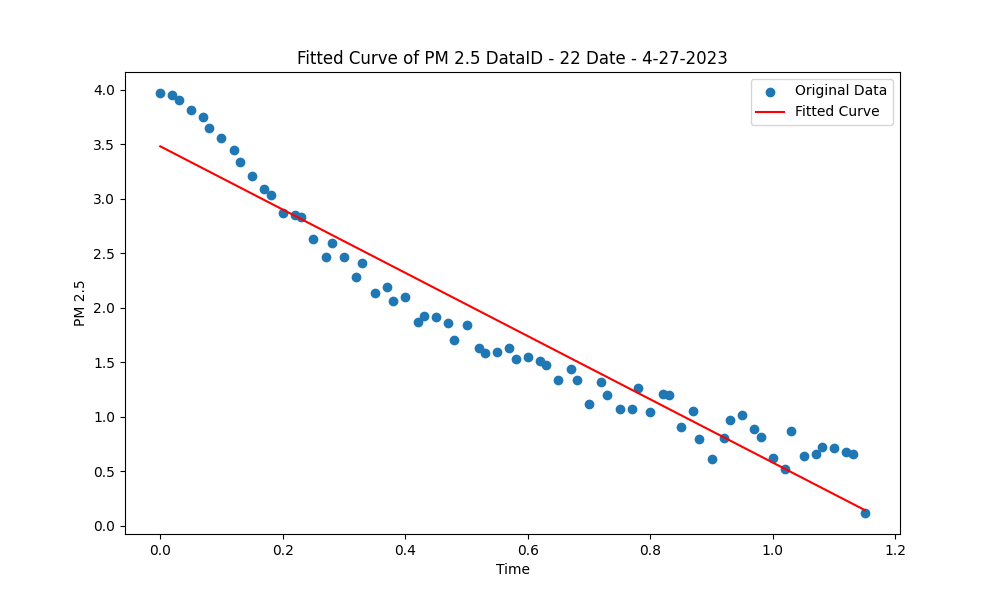 Fitted Curve of PM 2.5 DataID - 22 Date - 4-27-2023
Original Data
Fitted Curve
4.0
3.5
3.0
2.5
2.0
1.5
1.0
0.5
0.0
PM 2.5
0.0 0.2 0.4 0.6 0.8 1.0 1.2
Time